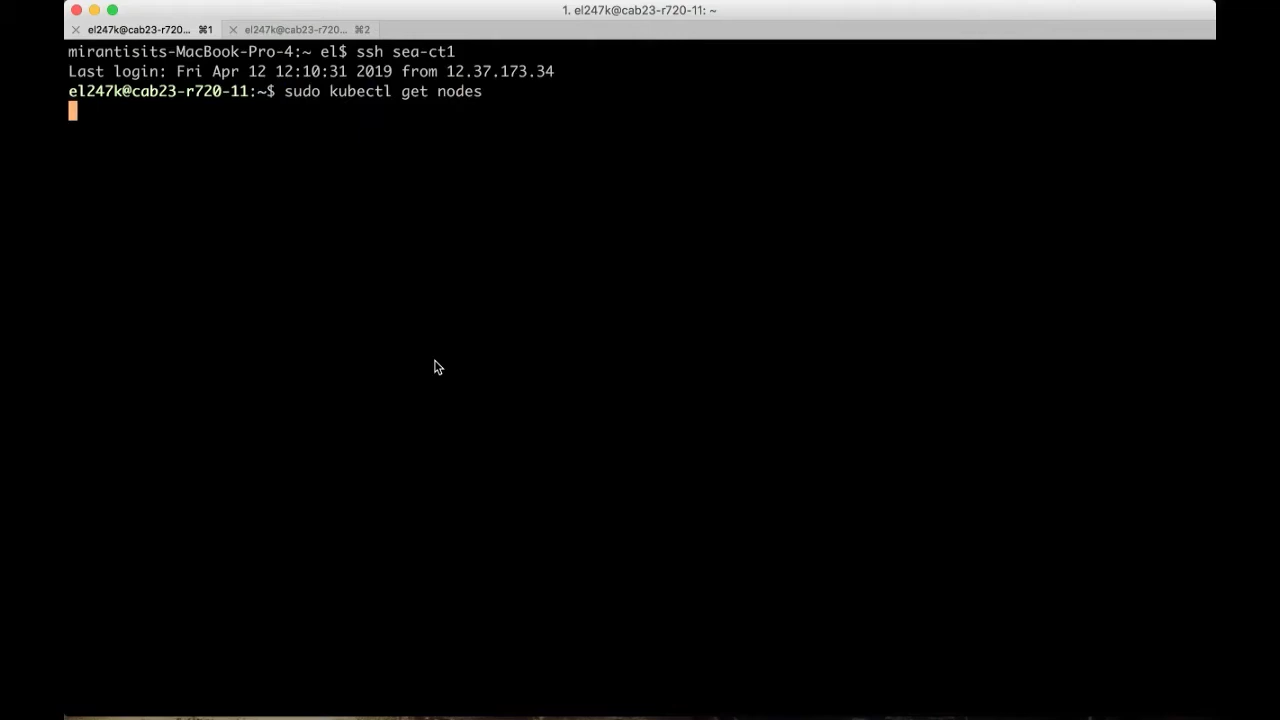 1. el247k@cab23-r720-11: ~
el247k@cab23-r720... ⌘1 el247k@cab23-r720... ⌘2
mirantisits-MacBook-Pro-4:~ el$ ssh sea-ct1
Last login: Fri Apr 12 12:10:31 2019 from 12.37.173.34
el247k@cab23-r720-11:~$ sudo kubectl get nodes